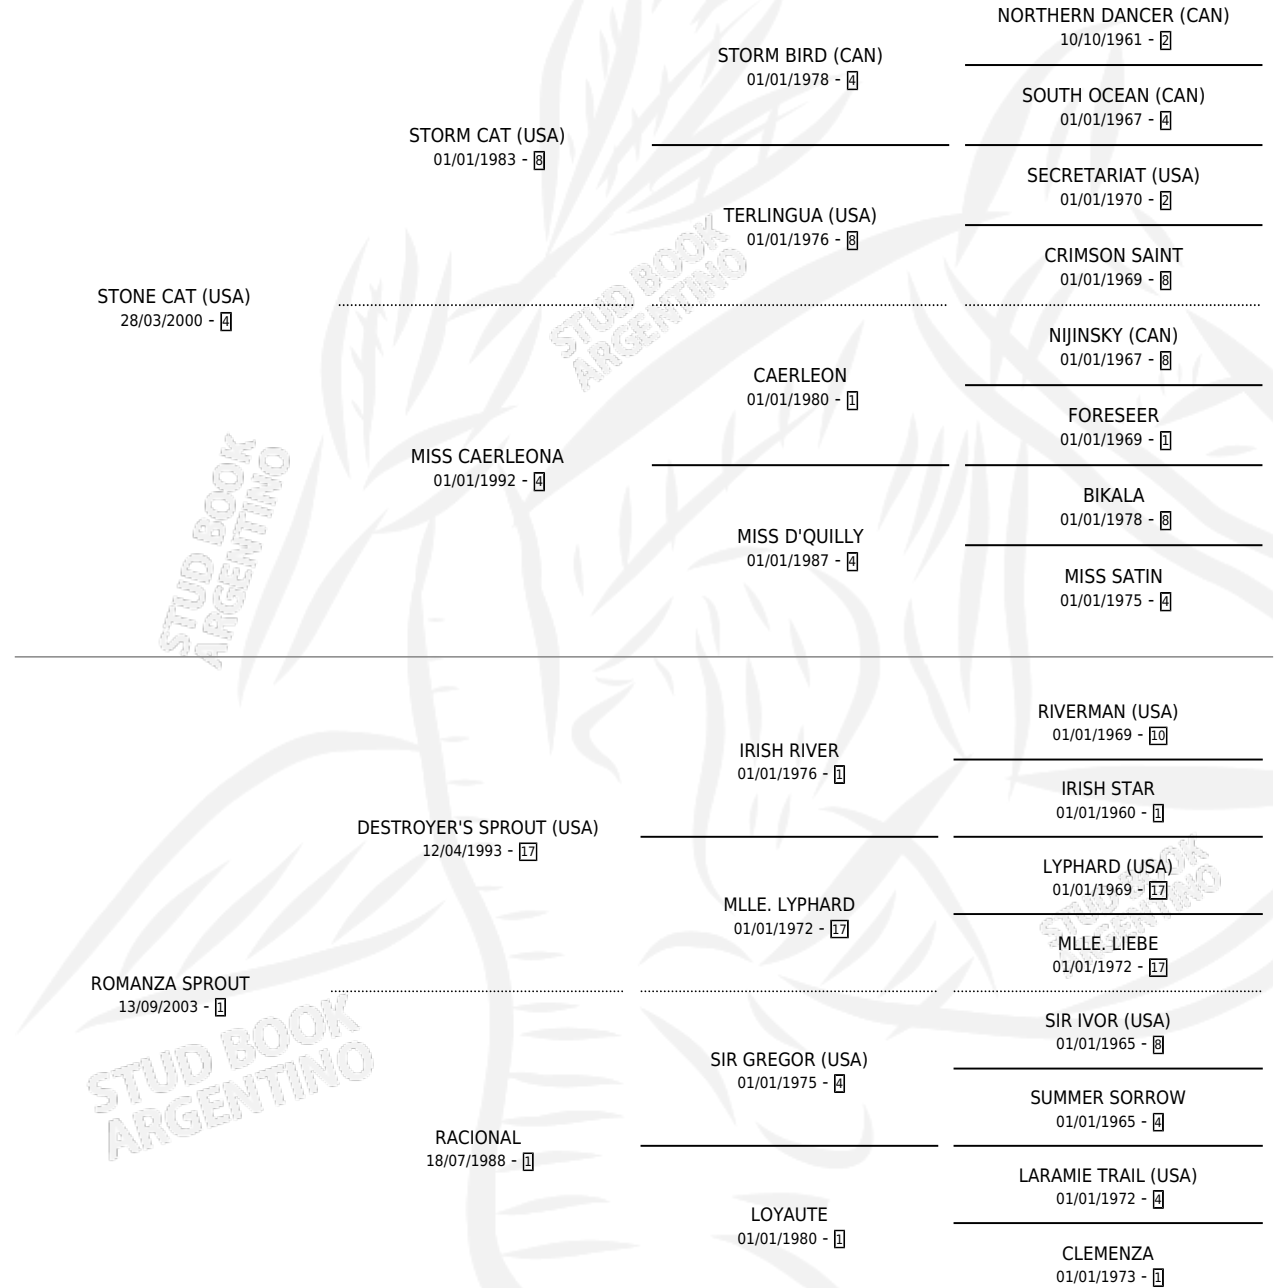 NORTHERN DANCER (CAN)
10/10/1961 - 2
STORM BIRD (CAN)
01/01/1978 - 4
SOUTH OCEAN (CAN)
01/01/1967 - 4
STORM CAT (USA)
01/01/1983 - 8
SECRETARIAT (USA)
01/01/1970 - 2
TERLINGUA (USA)
01/01/1976 - 8
CRIMSON SAINT
01/01/1969 - 8
STONE CAT (USA)
28/03/2000 - 4
STUD BOOK
ARGENTINO
NIJINSKY (CAN)
01/01/1967 - 8
CAERLEON
01/01/1980 - 1
FORESEER
01/01/1969 - 1
MISS CAERLEONA
01/01/1992 - 4
BIKALA
01/01/1978 - 8
MISS D'QUILLY
01/01/1987 - 4
MISS SATIN
01/01/1975 - 4
STUD BOOK
ARGENTINO
RIVERMAN (USA)
01/01/1969 - 10
IRISH RIVER
01/01/1976 - 1
IRISH STAR
01/01/1960 - 1
DESTROYER'S SPROUT (USA)
12/04/1993 - 17
LYPHARD (USA)
01/01/1969 - 17
MLLE. LYPHARD
01/01/1972 - 17
MLLE. LIEBE
01/01/1972 - 17
STUD BOOK
ARGENTINO
ROMANZA SPROUT
13/09/2003 - 1
SIR IVOR (USA)
01/01/1965 - 8
SIR GREGOR (USA)
01/01/1975 - 4
SUMMER SORROW
01/01/1965 - 4
RACIONAL
18/07/1988 - 1
LARAMIE TRAIL (USA)
01/01/1972 - 4
LOYAUTE
01/01/1980 - 1
CLEMENZA
01/01/1973 - 1
STUD BOOK
ARGENTINO